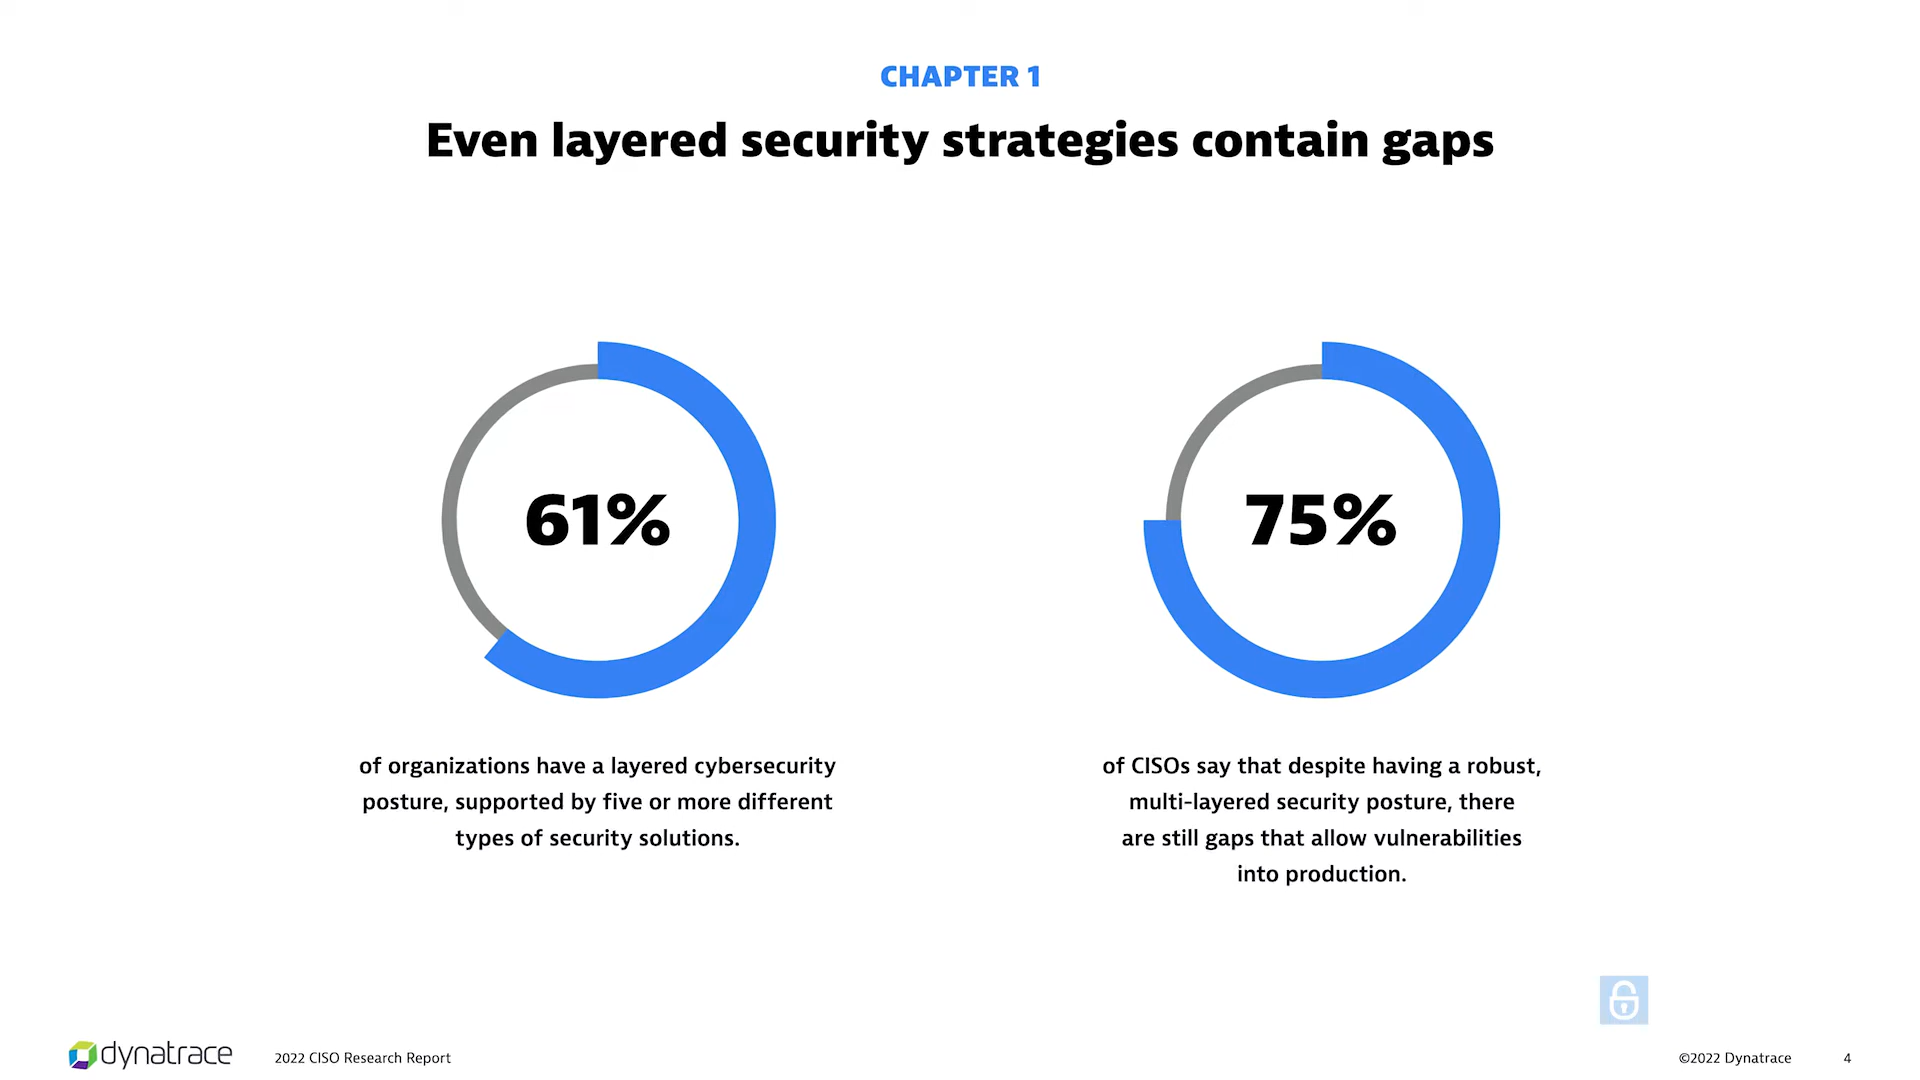 CHAPTER 1
Even layered security strategies contain gaps
61%
of organizations have a layered cybersecurity
posture, supported by five or more different
types of security solutions.
75%
of CISOs say that despite having a robust,
multi-layered security posture, there
are still gaps that allow vulnerabilities
into production.
dynatrace
2022 CISO Research Report
©2022 Dynatrace
4